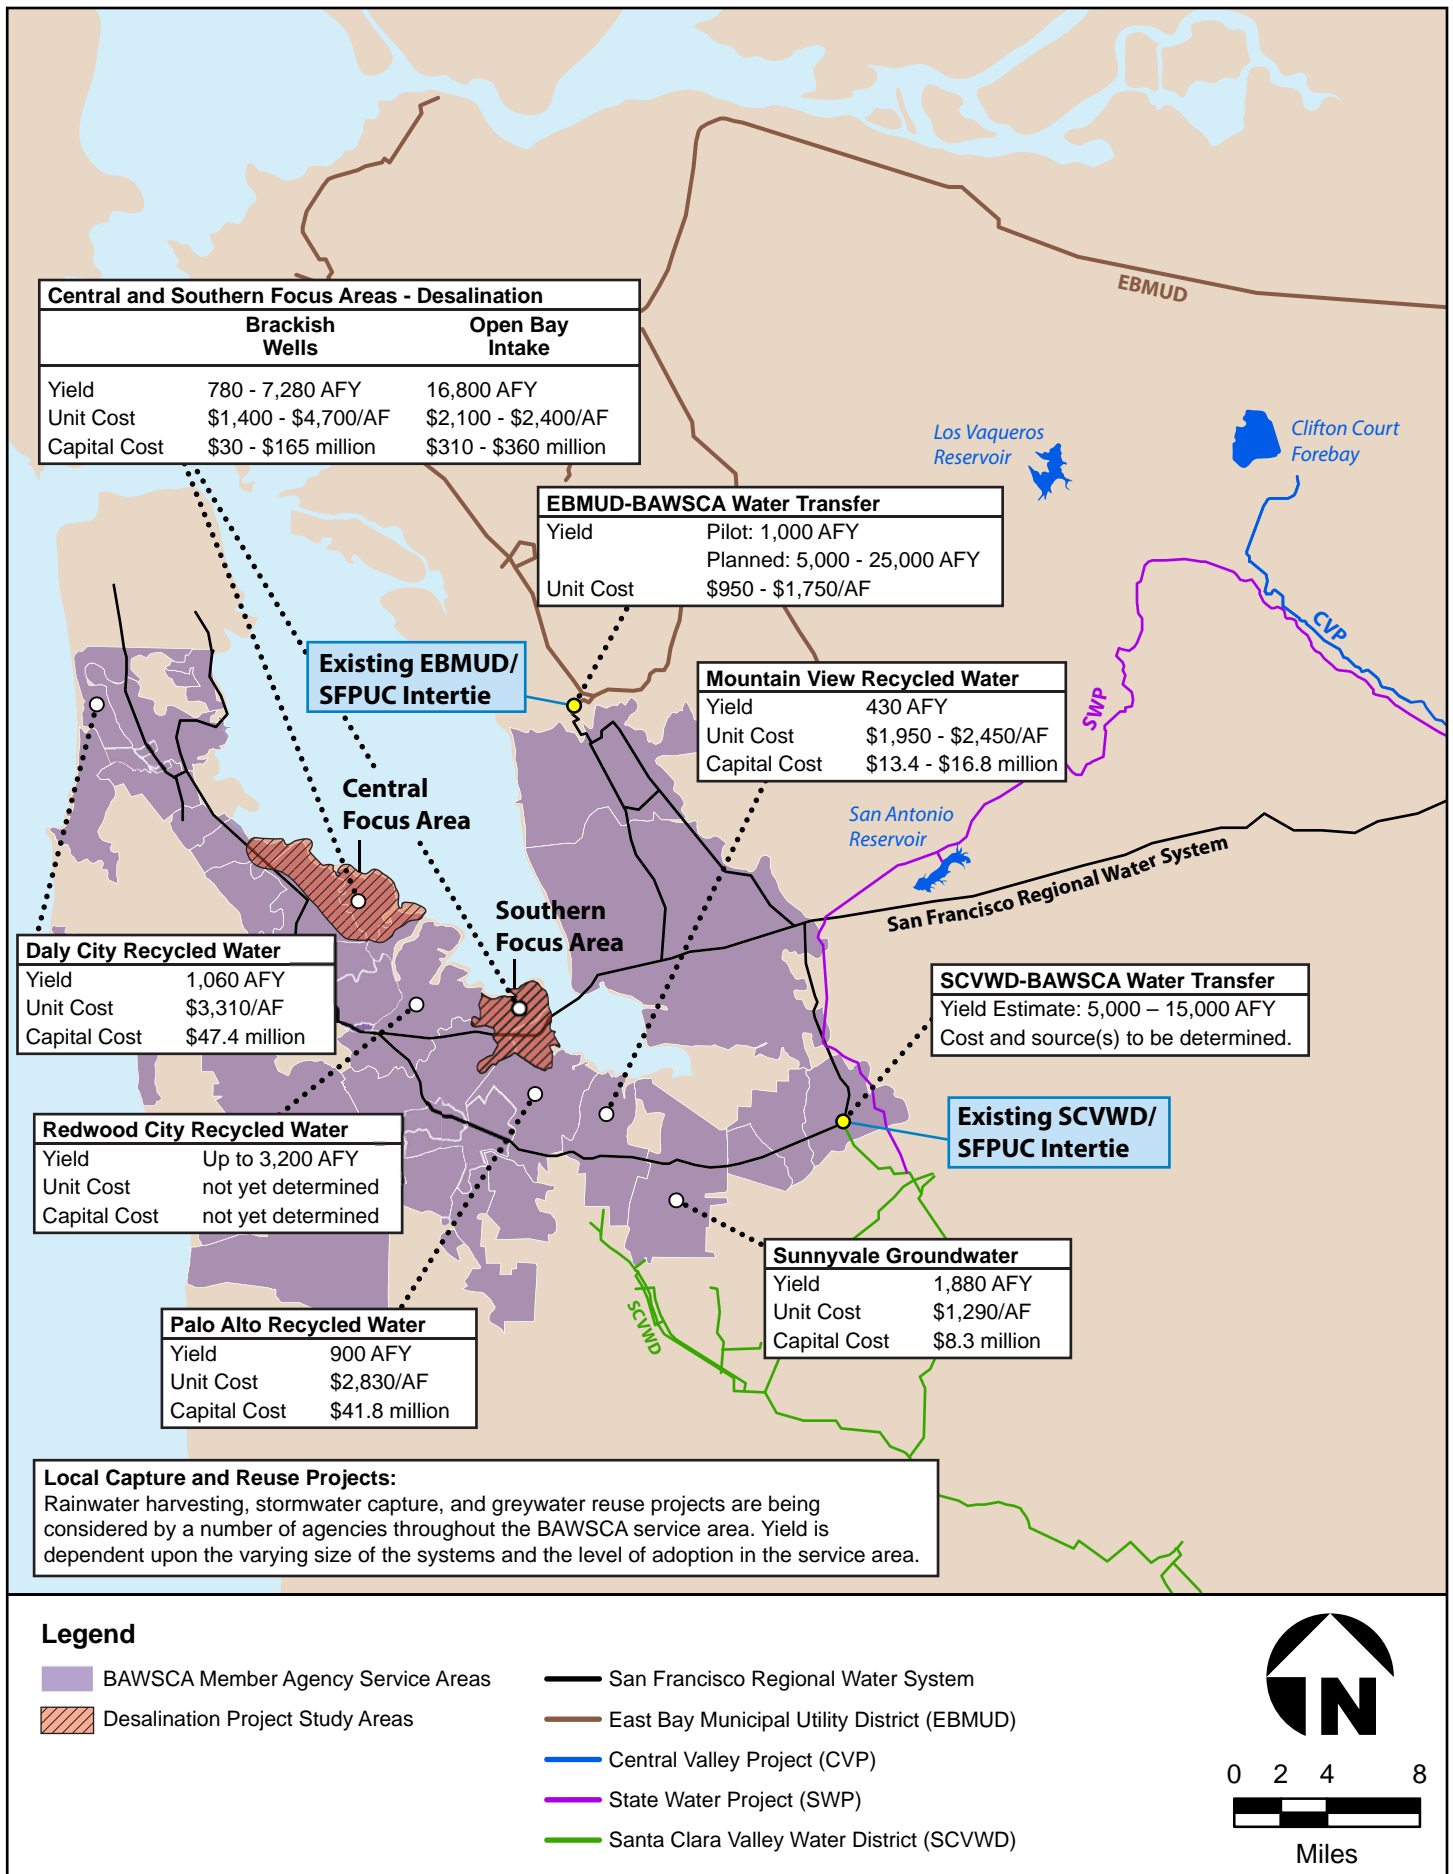 EBMUD
Central and Southern Focus Areas - Desalination
Brackish Wells Open Bay Intake
Yield 780 - 7,280 AFY 16,800 AFY
Unit Cost $1,400 - $4,700/AF $2,100 - $2,400/AF
Capital Cost $30 - $165 million $310 - $360 million
Los Vaqueros
Reservoir
Clifton Court
Forebay
EBMUD-BAWSCA Water Transfer
Yield Pilot: 1,000 AFY
Planned: 5,000 - 25,000 AFY
Unit Cost $950 - $1,750/AF
CVP
SWP
Existing EBMUD/
SFPUC Intertie
Mountain View Recycled Water
Yield 430 AFY
Unit Cost $1,950 - $2,450/AF
Capital Cost $13.4 - $16.8 million
Central
Focus Area
San Antonio
Reservoir
San Francisco Regional Water System
Southern
Focus Area
Daly City Recycled Water
Yield 1,060 AFY
Unit Cost $3,310/AF
Capital Cost $47.4 million
SCVWD-BAWSCA Water Transfer
Yield Estimate: 5,000 – 15,000 AFY
Cost and source(s) to be determined.
Redwood City Recycled Water
Yield Up to 3,200 AFY
Unit Cost not yet determined
Capital Cost not yet determined
Existing SCVWD/
SFPUC Intertie
Sunnyvale Groundwater
Yield 1,880 AFY
Unit Cost $1,290/AF
Capital Cost $8.3 million
SCVWD
Palo Alto Recycled Water
Yield 900 AFY
Unit Cost $2,830/AF
Capital Cost $41.8 million
Local Capture and Reuse Projects:
Rainwater harvesting, stormwater capture, and greywater reuse projects are being
considered by a number of agencies throughout the BAWSCA service area. Yield is
dependent upon the varying size of the systems and the level of adoption in the service area.
Legend
BAWSCA Member Agency Service Areas
Desalination Project Study Areas
San Francisco Regional Water System
East Bay Municipal Utility District (EBMUD)
Central Valley Project (CVP)
State Water Project (SWP)
Santa Clara Valley Water District (SCVWD)
N
0 2 4 8
Miles